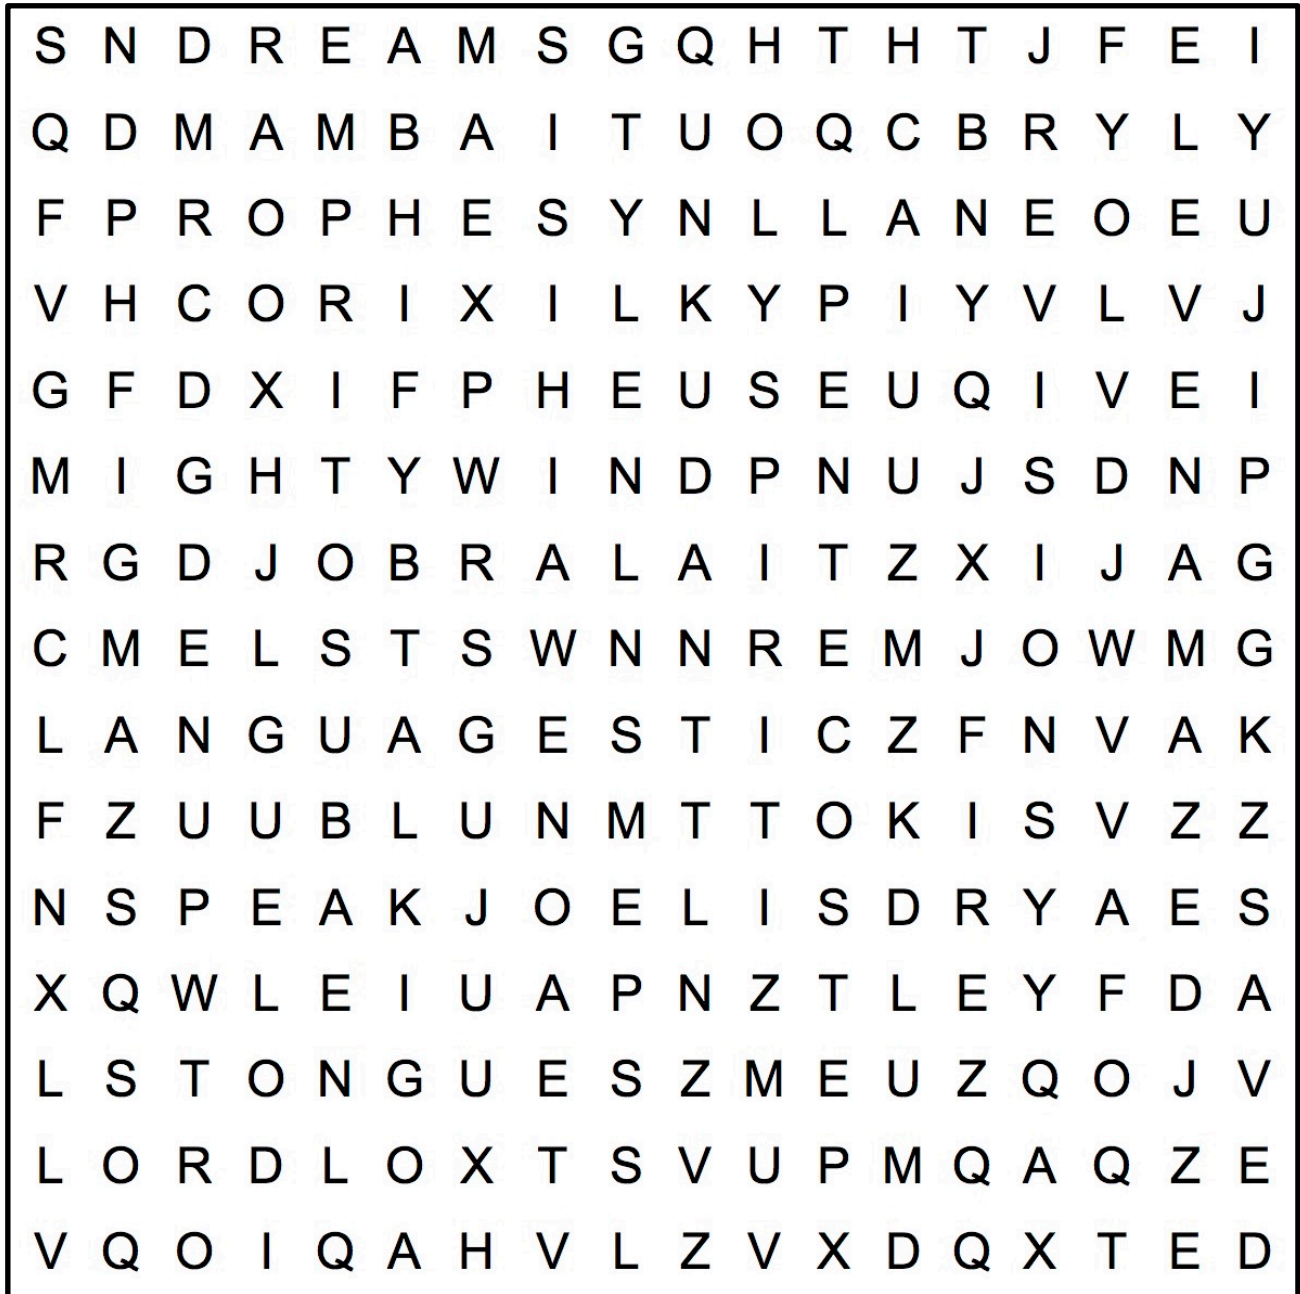 S N D R E A M S G Q H T H T J F E I
Q D M A M B A I T U O Q C B R Y L Y
F P R O P H E S Y N L L A N E O E U
V H C O R I X I L K Y P I Y V L V J
G F D X I F P H E U S E U Q I V E I
M I G H T Y W I N D P N U J S D N P
R G D J O B R A L A I T Z X I J A G
C M E L S T S W N N R E M J O W M G
L A N G U A G E S T I C Z F N V A K
F Z U U B L U N M T T O K I S V Z Z
N S P E A K J O E L I S D R Y A E S
X Q W L E I U A P N Z T L E Y F D A
L S T O N G U E S Z M E U Z Q O J V
L O R D L O X T S V U P M Q A Q Z E
V Q O I Q A H V L Z V X D Q X T E D